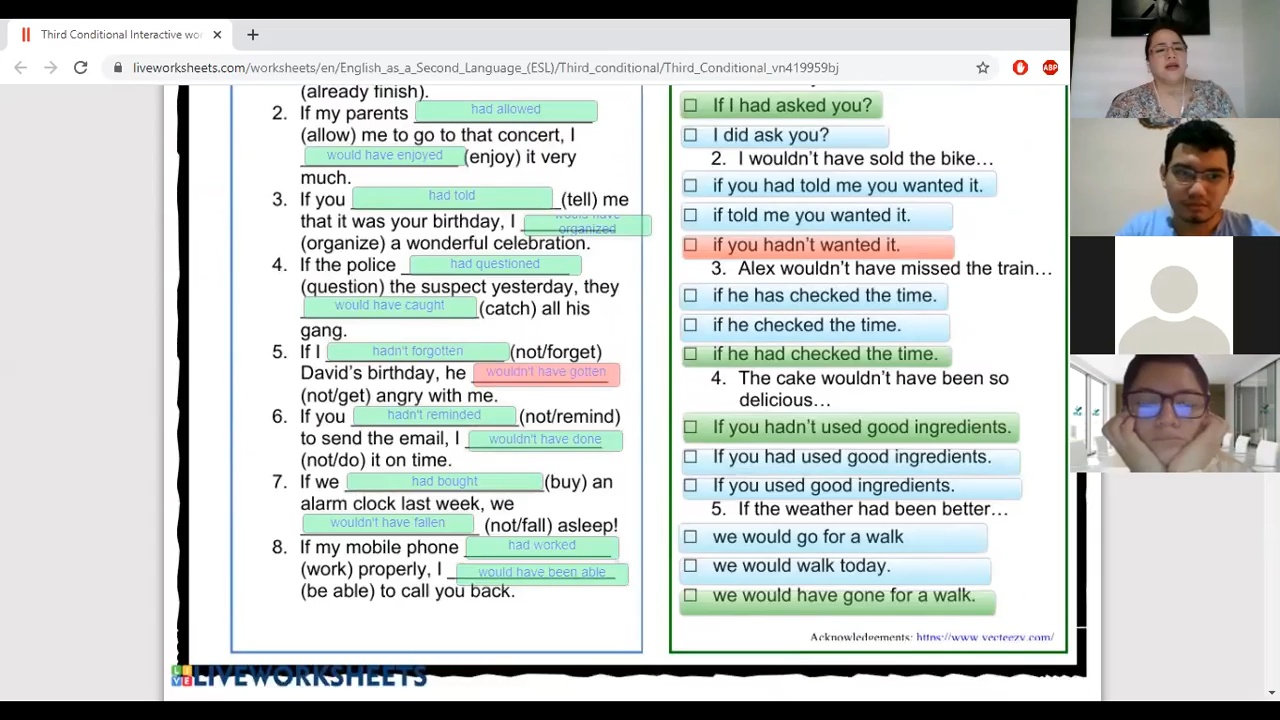 Third Conditional Interactive wo
liveworksheets.com/worksheets/en/English_as_a_Second_Language_(ESL)/Third_conditional/Third_Conditional_vn419959bj
ABP
(already finish).
2. If my parents had allowed
(allow) me to go to that concert, I
would have enjoyed (enjoy) it very
much.
3. If you had told (tell) me
that it was your birthday, I would have organized
(organize) a wonderful celebration.
4. If the police had questioned
(question) the suspect yesterday, they
would have caught (catch) all his
gang.
5. If I hadn't forgotten (not/forget)
David's birthday, he wouldn't have gotten
(not/get) angry with me.
6. If you hadn't reminded (not/remind)
to send the email, I wouldn't have done
(not/do) it on time.
7. If we had bought (buy) an
alarm clock last week, we
wouldn't have fallen (not/fall) asleep!
8. If my mobile phone had worked
(work) properly, I would have been able
(be able) to call you back.
If I had asked you?
I did ask you?
2. I wouldn't have sold the bike…
if you had told me you wanted it.
if told me you wanted it.
if you hadn't wanted it.
3. Alex wouldn't have missed the train…
if he has checked the time.
if he checked the time.
if he had checked the time.
4. The cake wouldn't have been so
delicious…
If you hadn't used good ingredients.
If you had used good ingredients.
If you used good ingredients.
5. If the weather had been better…
we would go for a walk
we would walk today.
we would have gone for a walk.
Acknowledgements: https://www.vecteezy.com/
LIVEWORKSHEETS